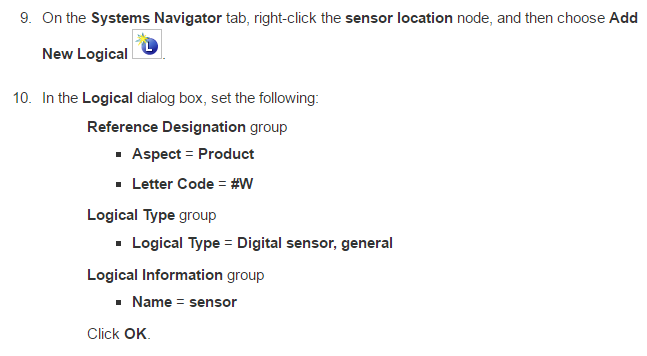 9. On the Systems Navigator tab, right-click the sensor location node, and then choose Add
New Logical L.
10. In the Logical dialog box, set the following:
Reference Designation group
▪ Aspect = Product
▪ Letter Code = #W
Logical Type group
▪ Logical Type = Digital sensor, general
Logical Information group
▪ Name = sensor
Click OK.